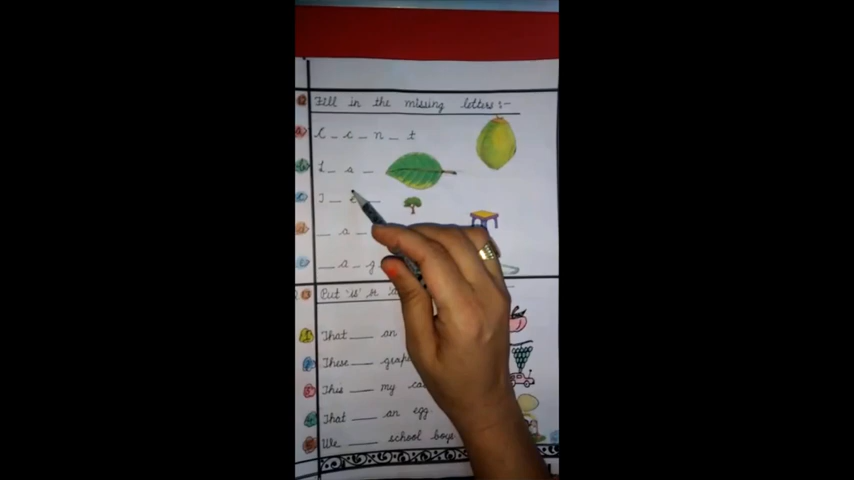 Fill in the missing letters :-
C _ c _ n _ t
L _ a _
T _ e _
_ a _
_ a _ g
Put 'is' or
That ___ an
These ___ grape
This ___ my
That ___ an egg.
We ___ school boys